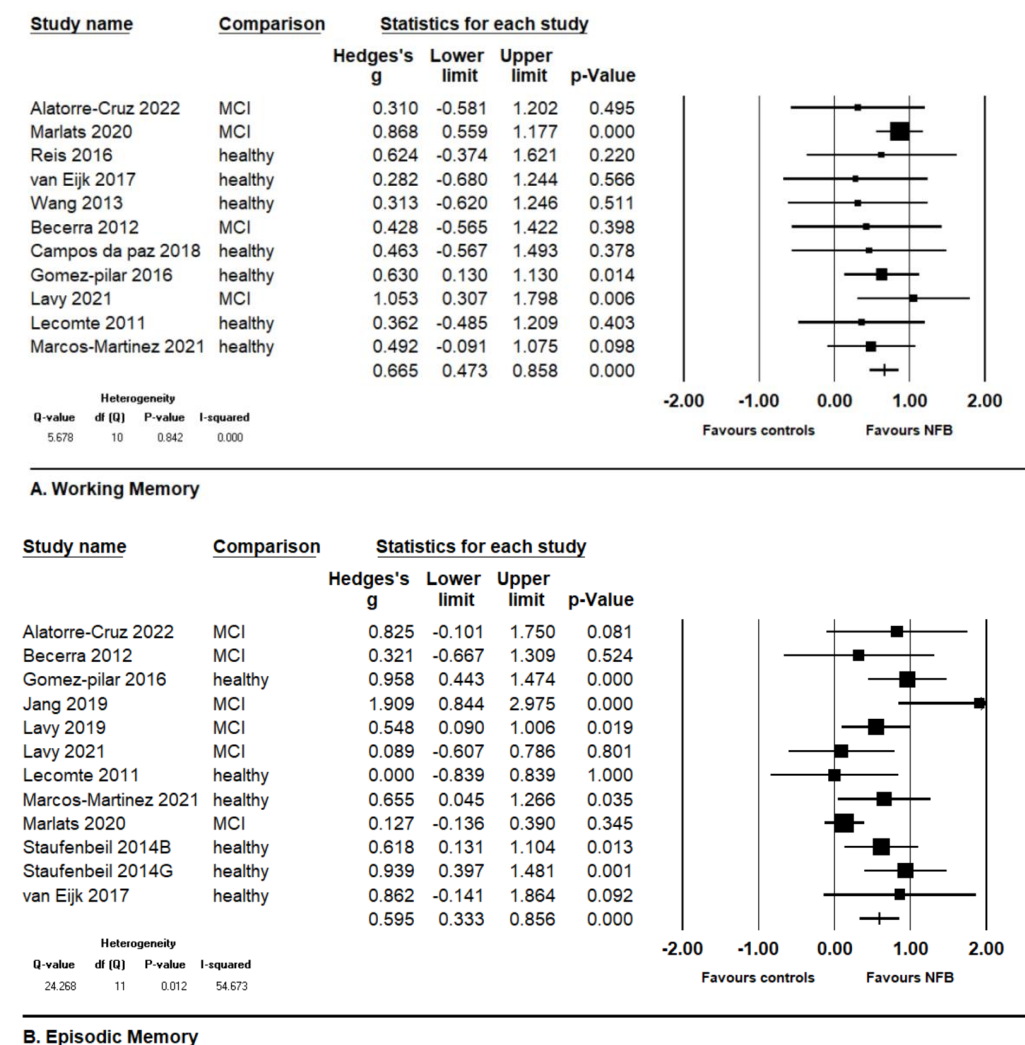 Study name Comparison Statistics for each study
Hedges's g Lower limit Upper limit p-Value
Alatorre-Cruz 2022 MCI 0.310 -0.581 1.202 0.495
Marlats 2020 MCI 0.868 0.559 1.177 0.000
Reis 2016 healthy 0.624 -0.374 1.621 0.220
van Eijk 2017 healthy 0.282 -0.680 1.244 0.566
Wang 2013 healthy 0.313 -0.620 1.246 0.511
Becerra 2012 MCI 0.428 -0.565 1.422 0.398
Campos da paz 2018 healthy 0.463 -0.567 1.493 0.378
Gomez-pilar 2016 healthy 0.630 0.130 1.130 0.014
Lavy 2021 MCI 1.053 0.307 1.798 0.006
Lecomte 2011 healthy 0.362 -0.485 1.209 0.403
Marcos-Martinez 2021 healthy 0.492 -0.091 1.075 0.098
0.665 0.473 0.858 0.000
-2.00 -1.00 0.00 1.00 2.00
Favours controls Favours NFB
Heterogeneity
Q-value df (Q) P-value I-squared
5.678 10 0.842 0.000
A. Working Memory
Study name Comparison Statistics for each study
Hedges's g Lower limit Upper limit p-Value
Alatorre-Cruz 2022 MCI 0.825 -0.101 1.750 0.081
Becerra 2012 MCI 0.321 -0.667 1.309 0.524
Gomez-pilar 2016 healthy 0.958 0.443 1.474 0.000
Jang 2019 MCI 1.909 0.844 2.975 0.000
Lavy 2019 MCI 0.548 0.090 1.006 0.019
Lavy 2021 MCI 0.089 -0.607 0.786 0.801
Lecomte 2011 healthy 0.000 -0.839 0.839 1.000
Marcos-Martinez 2021 healthy 0.655 0.045 1.266 0.035
Marlats 2020 MCI 0.127 -0.136 0.390 0.345
Staufenbeil 2014B healthy 0.618 0.131 1.104 0.013
Staufenbeil 2014G healthy 0.939 0.397 1.481 0.001
van Eijk 2017 healthy 0.862 -0.141 1.864 0.092
0.595 0.333 0.856 0.000
-2.00 -1.00 0.00 1.00 2.00
Favours controls Favours NFB
Heterogeneity
Q-value df (Q) P-value I-squared
24.268 11 0.012 54.673
B. Episodic Memory